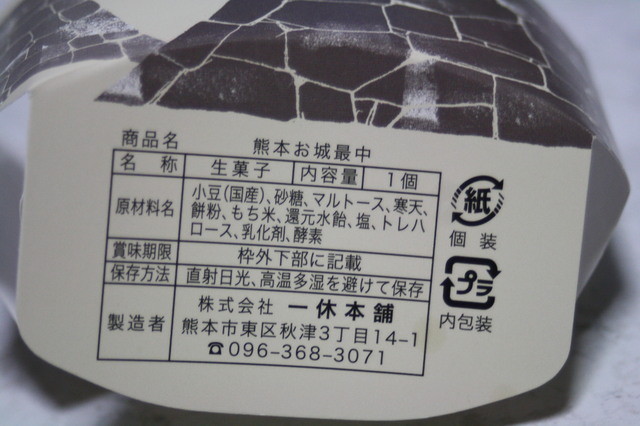 商品名 熊本お城最中
名称 生菓子 内容量 1個
原材料名 小豆(国産)、砂糖、マルトース、寒天、
餅粉、もち米、還元水飴、塩、トレハ
ロース、乳化剤、酵素
賞味期限 枠外下部に記載
保存方法 直射日光、高温多湿を避けて保存
製造者 株式会社 一休本舗
熊本市東区秋津3丁目14-1
☎096-368-3071
紙
個装
プラ
内包装